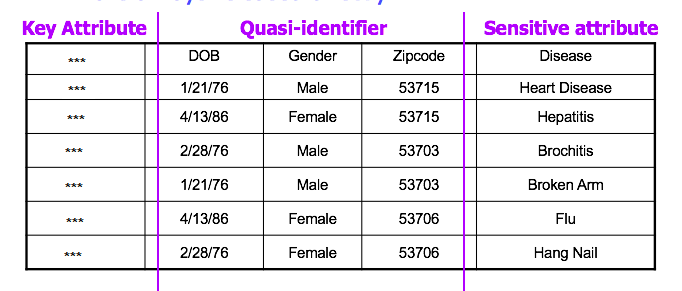 Key Attribute Quasi-identifier Sensitive attribute
*** DOB Gender Zipcode Disease
*** 1/21/76 Male 53715 Heart Disease
*** 4/13/86 Female 53715 Hepatitis
*** 2/28/76 Male 53703 Brochitis
*** 1/21/76 Male 53703 Broken Arm
*** 4/13/86 Female 53706 Flu
*** 2/28/76 Female 53706 Hang Nail